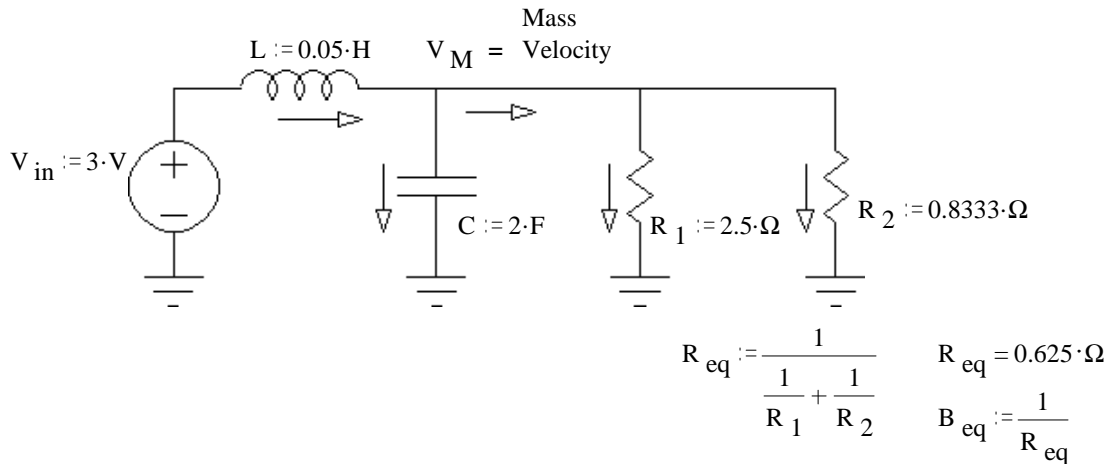 Mass
L := 0.05·H
V M = Velocity
V in := 3·V
+
−
C := 2·F
R 1 := 2.5·Ω
R 2 := 0.8333·Ω
R eq := 1 / (1/R 1 + 1/R 2)
R eq = 0.625·Ω
B eq := 1/R eq